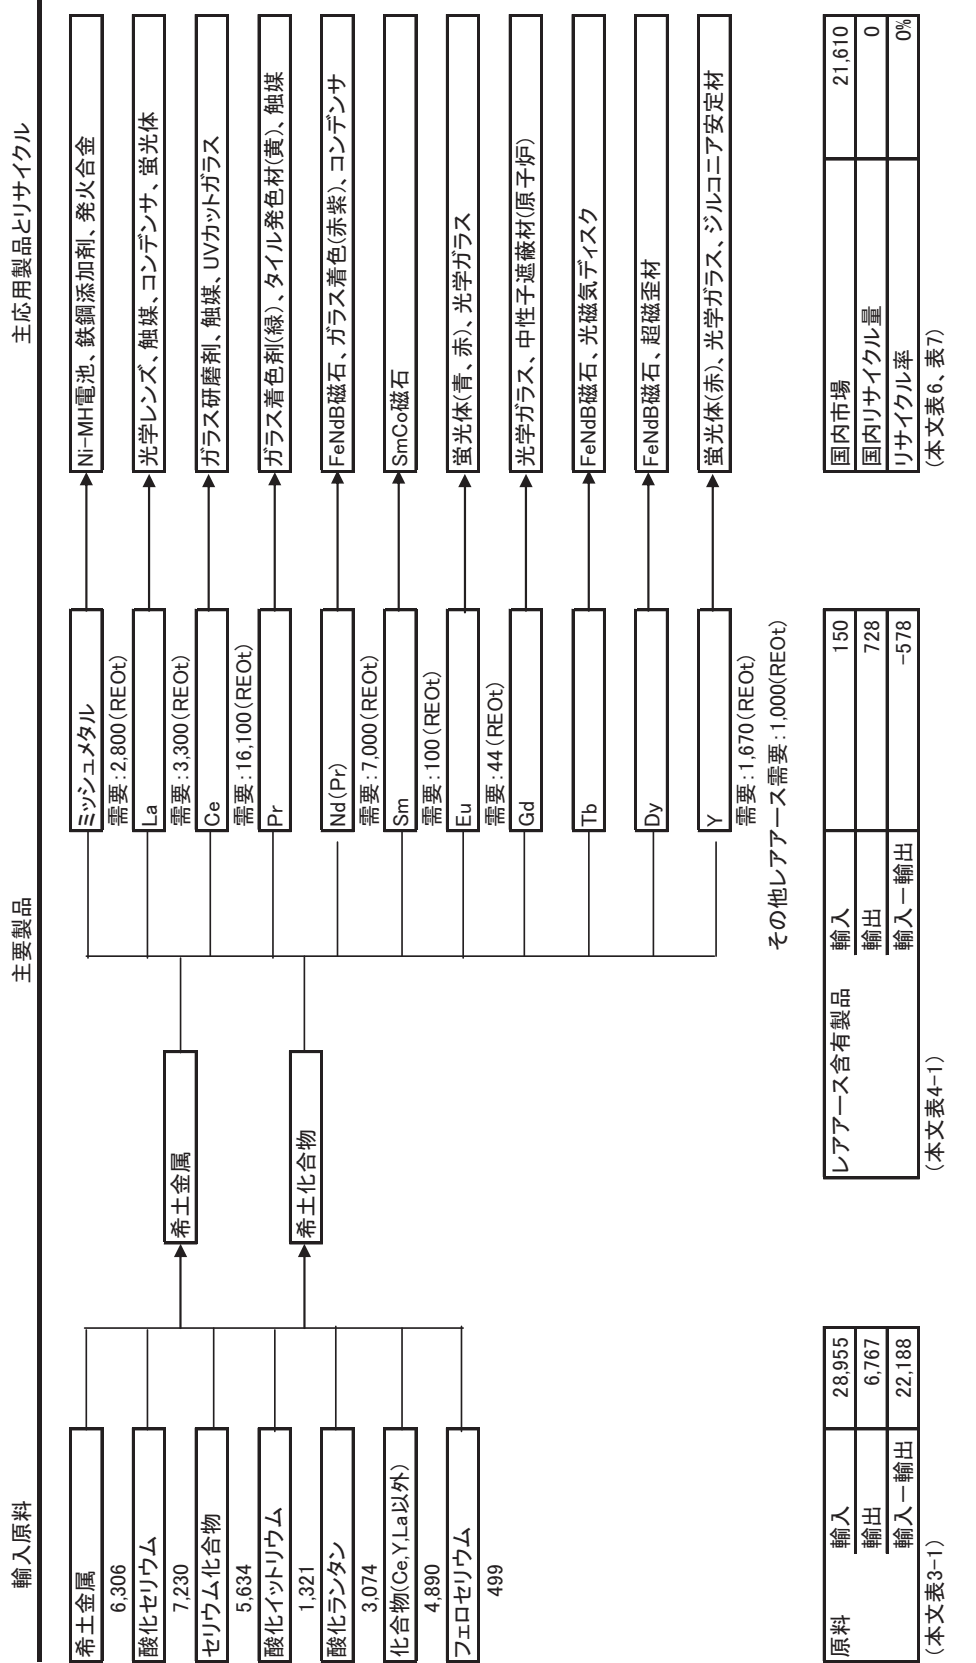 輸入原料
主要製品
主応用製品とリサイクル
希土金属
6,306
酸化セリウム
7,230
セリウム化合物
5,634
酸化イットリウム
1,321
酸化ランタン
3,074
化合物(Ce,Y,La以外)
4,890
フェロセリウム
499
希土金属
希土化合物
ミッシュメタル
需要:2,800(REOt)
La
需要:3,300(REOt)
Ce
需要:16,100(REOt)
Pr
Nd(Pr)
需要:7,000(REOt)
Sm
需要:100(REOt)
Eu
需要:44(REOt)
Gd
Tb
Dy
Y
需要:1,670(REOt)
その他レアアース需要:1,000(REOt)
Ni-MH電池、鉄鋼添加剤、発火合金
光学レンズ、触媒、コンデンサ、蛍光体
ガラス研磨剤、触媒、UVカットガラス
ガラス着色剤(緑)、タイル発色材(黄)、触媒
FeNdB磁石、ガラス着色(赤紫)、コンデンサ
SmCo磁石
蛍光体(青、赤)、光学ガラス
光学ガラス、中性子遮蔽材(原子炉)
FeNdB磁石、光磁気ディスク
FeNdB磁石、超磁歪材
蛍光体(赤)、光学ガラス、ジルコニア安定材
原料 輸入 28,955
輸出 6,767
輸入ー輸出 22,188
(本文表3-1)
レアアース含有製品 輸入 150
輸出 728
輸入ー輸出 -578
(本文表4-1)
国内市場 21,610
国内リサイクル量 0
リサイクル率 0%
(本文表6、表7)